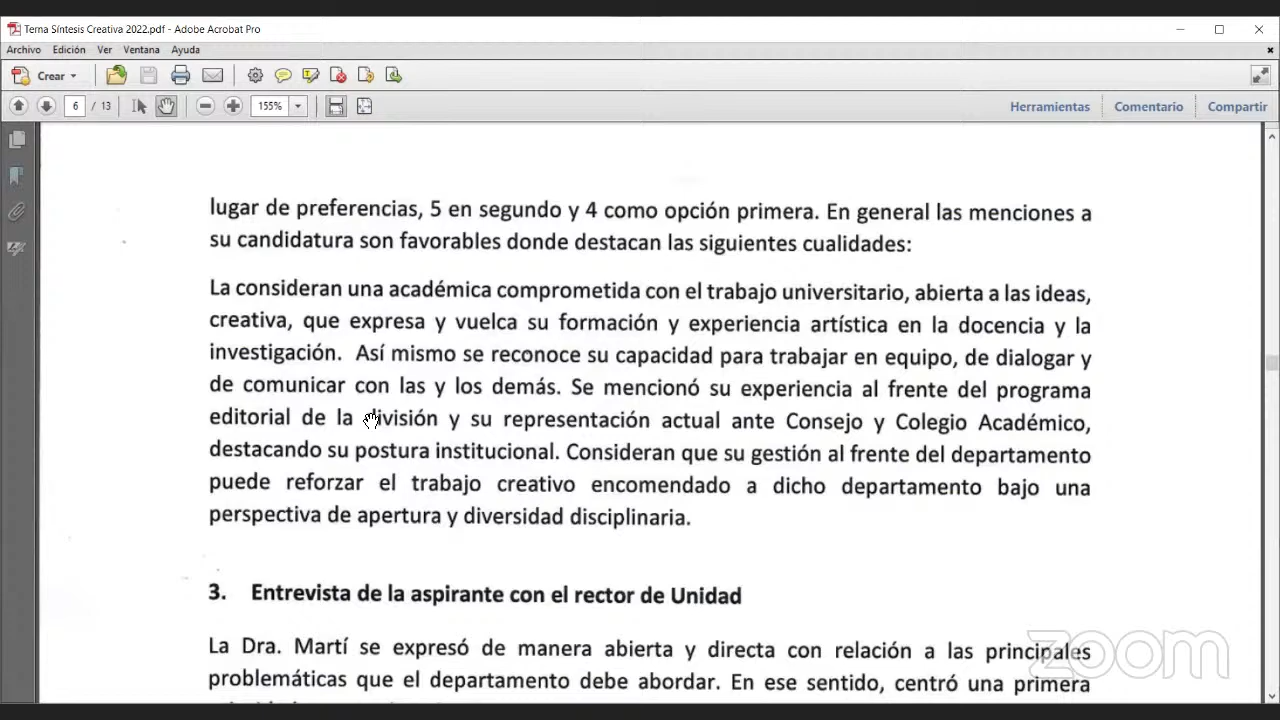 Terna Síntesis Creativa 2022.pdf - Adobe Acrobat Pro
Archivo Edición Ver Ventana Ayuda
Crear
6 / 13 155% Herramientas Comentario Compartir
lugar de preferencias, 5 en segundo y 4 como opción primera. En general las menciones a
su candidatura son favorables donde destacan las siguientes cualidades:
La consideran una académica comprometida con el trabajo universitario, abierta a las ideas,
creativa, que expresa y vuelca su formación y experiencia artística en la docencia y la
investigación. Así mismo se reconoce su capacidad para trabajar en equipo, de dialogar y
de comunicar con las y los demás. Se mencionó su experiencia al frente del programa
editorial de la división y su representación actual ante Consejo y Colegio Académico,
destacando su postura institucional. Consideran que su gestión al frente del departamento
puede reforzar el trabajo creativo encomendado a dicho departamento bajo una
perspectiva de apertura y diversidad disciplinaria.
3. Entrevista de la aspirante con el rector de Unidad
La Dra. Martí se expresó de manera abierta y directa con relación a las principales
problemáticas que el departamento debe abordar. En ese sentido, centró una primera
zoom